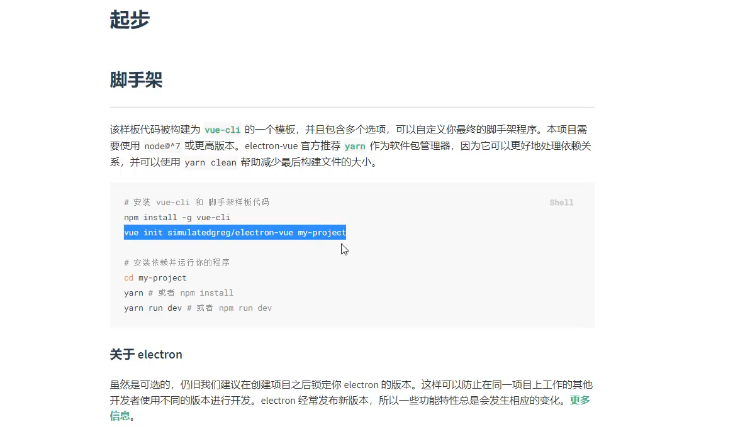 起步
脚手架
该样板代码被构建为 vue-cli 的一个模板，并且包含多个选项，可以自定义你最终的脚手架程序。本项目需
要使用 node@^7 或更高版本。electron-vue 官方推荐 yarn 作为软件包管理器，因为它可以更好地处理依赖关
系，并可以使用 yarn clean 帮助减少最后构建文件的大小。
Shell
# 安装 vue-cli 和 脚手架样板代码
npm install -g vue-cli
vue init simulatedgreg/electron-vue my-project
# 安装依赖并运行你的程序
cd my-project
yarn # 或者 npm install
yarn run dev # 或者 npm run dev
关于 electron
虽然是可选的，仍旧我们建议在创建项目之后锁定你 electron 的版本。这样可以防止在同一项目上工作的其他
开发者使用不同的版本进行开发。electron 经常发布新版本，所以一些功能特性总是会发生相应的变化。更多
信息。